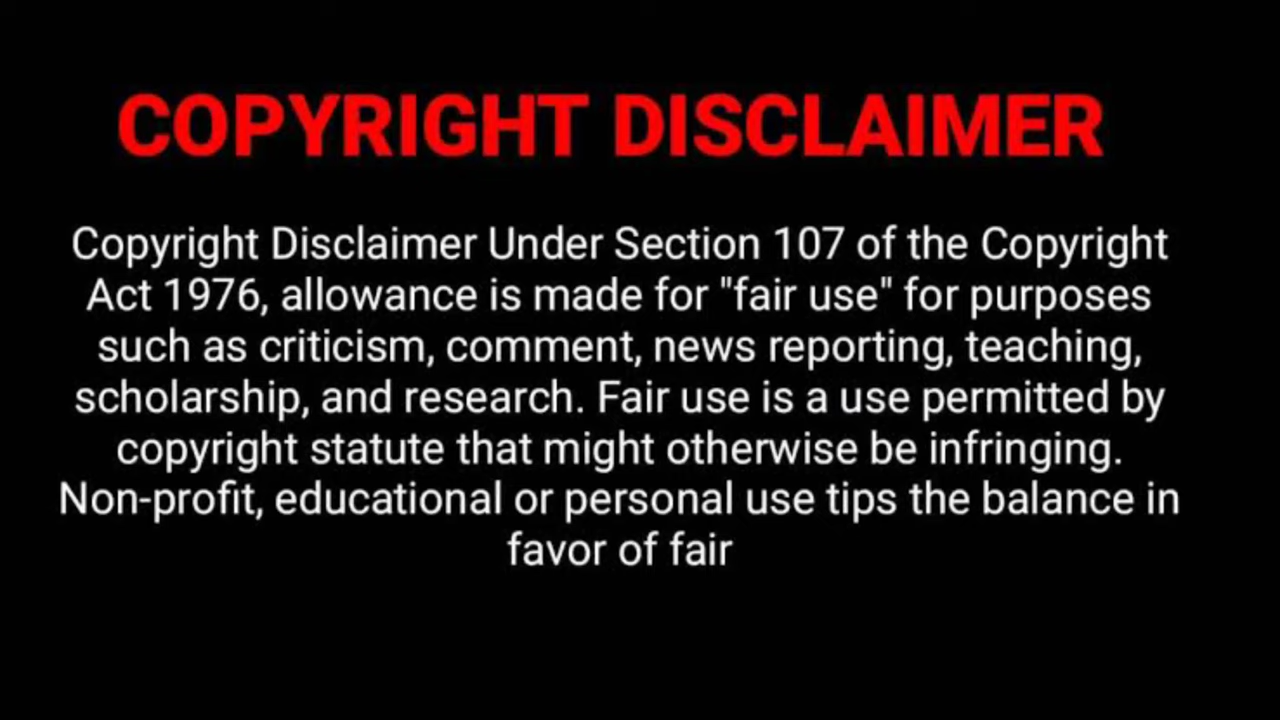 COPYRIGHT DISCLAIMER
Copyright Disclaimer Under Section 107 of the Copyright
Act 1976, allowance is made for "fair use" for purposes
such as criticism, comment, news reporting, teaching,
scholarship, and research. Fair use is a use permitted by
copyright statute that might otherwise be infringing.
Non-profit, educational or personal use tips the balance in
favor of fair